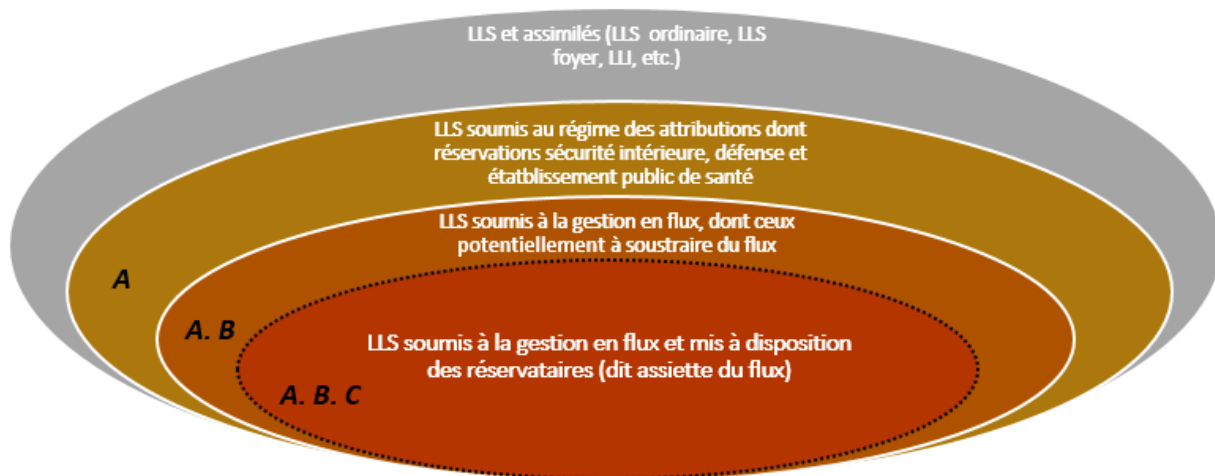 LLS et assimilés (LLS  ordinaire, LLS
foyer, LLI, etc.)
LLS soumis au régime des attributions dont
réservations sécurité intérieure, défense et
étatblissement public de santé
LLS soumis à la gestion en flux, dont ceux
potentiellement à soustraire du flux
A
A. B
LLS soumis à la gestion en flux et mis à disposition
des réservataires (dit assiette du flux)
A. B. C